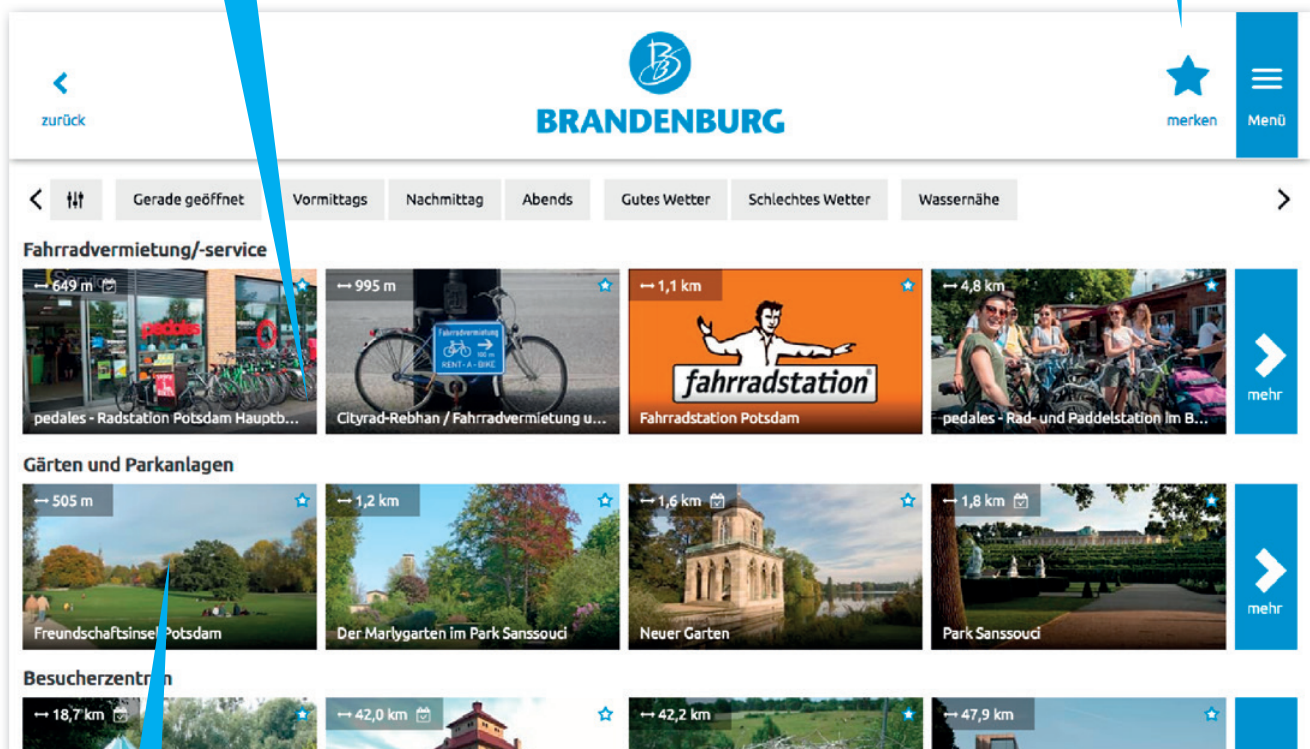 zurück
BRANDENBURG
merken
Menü
Gerade geöffnet
Vormittags
Nachmittag
Abends
Gutes Wetter
Schlechtes Wetter
Wassernähe
Fahrradvermietung/-service
649 m
995 m
1,1 km
4,8 km
pedales
Fahrradvermietung
100 m
RENT-A-BIKE
fahrradstation
mehr
pedales - Radstation Potsdam Hauptb...
Cityrad-Rebhan / Fahrradvermietung u...
Fahrradstation Potsdam
pedales - Rad- und Paddelstation im B...
Gärten und Parkanlagen
505 m
1,2 km
1,6 km
1,8 km
mehr
Freundschaftsinsel Potsdam
Der Marlygarten im Park Sanssouci
Neuer Garten
Park Sanssouci
Besucherzentren
18,7 km
42,0 km
42,2 km
47,9 km